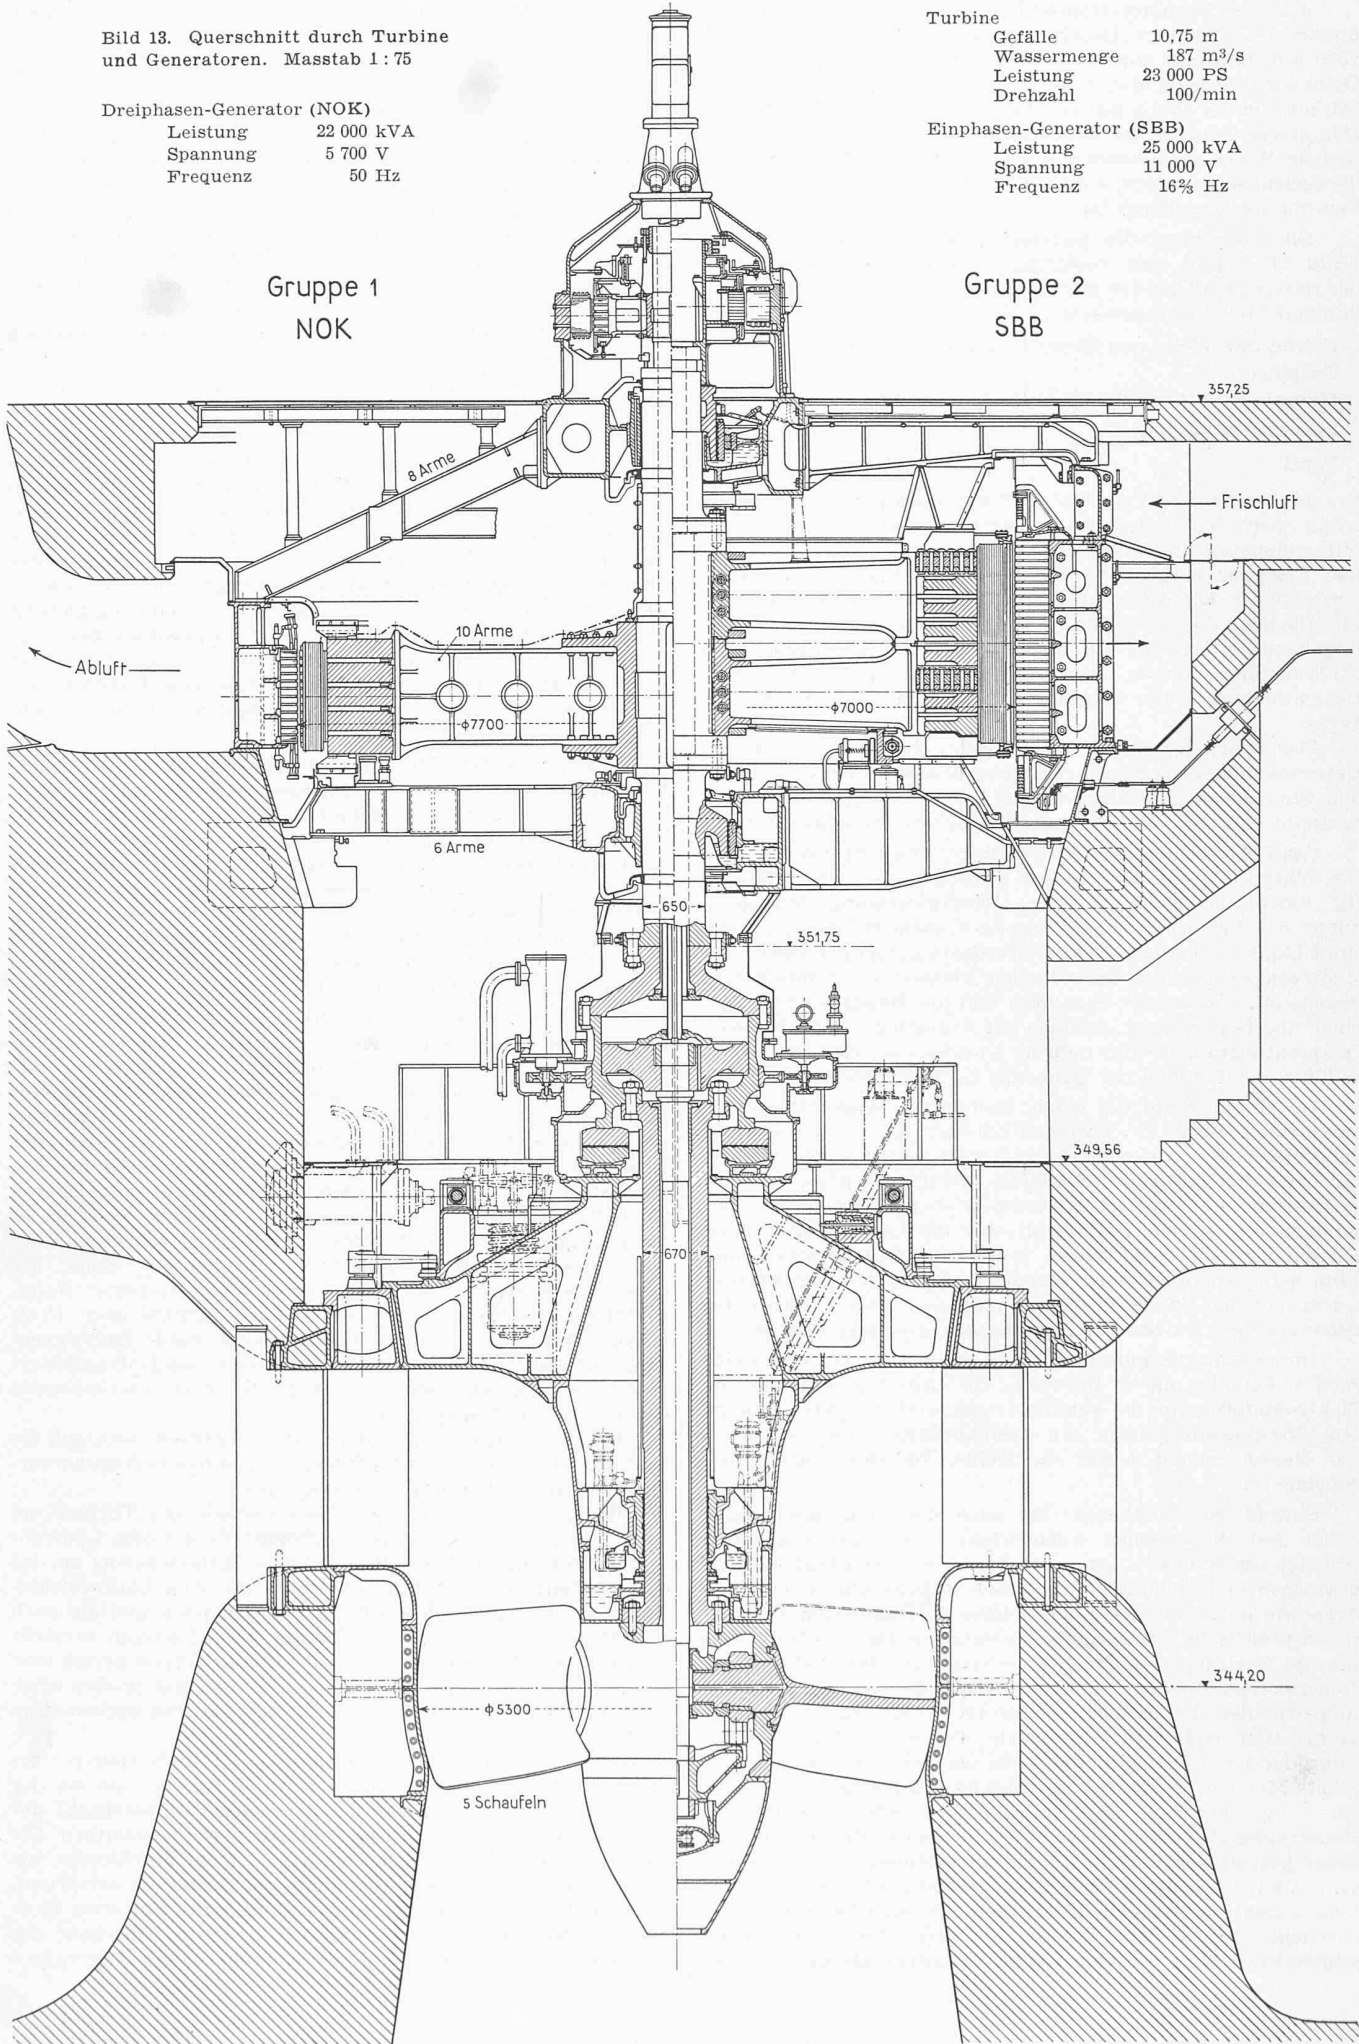 Bild 13. Querschnitt durch Turbine
und Generatoren. Masstab 1 : 75
Dreiphasen-Generator (NOK)
Leistung 22 000 kVA
Spannung 5 700 V
Frequenz 50 Hz
Turbine
Gefälle 10,75 m
Wassermenge 187 m³/s
Leistung 23 000 PS
Drehzahl 100/min
Einphasen-Generator (SBB)
Leistung 25 000 kVA
Spannung 11 000 V
Frequenz 16⅔ Hz
Gruppe 1
NOK
Gruppe 2
SBB
357,25
8 Arme
Frischluft
10 Arme
Abluft
ϕ7700
ϕ7000
6 Arme
650
351,75
349,56
670
344,20
ϕ5300
5 Schaufeln